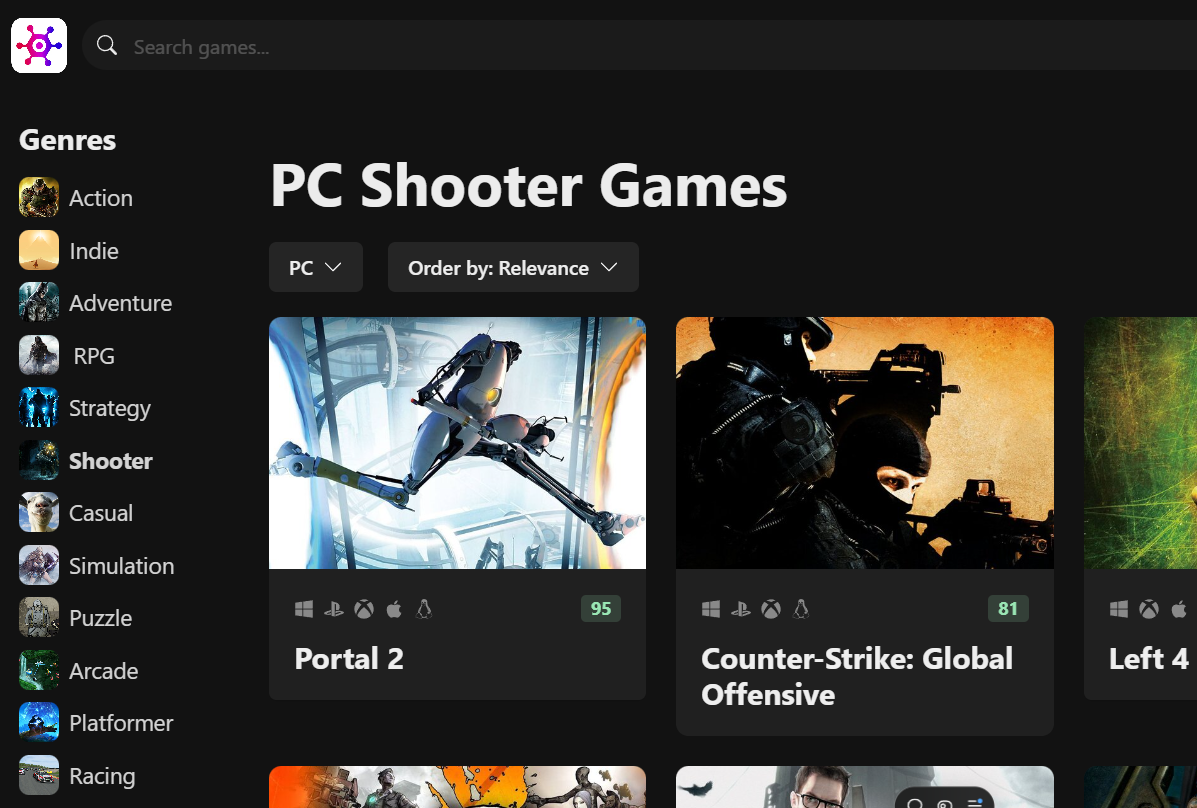 Search games...
Genres
Action
Indie
Adventure
RPG
Strategy
Shooter
Casual
Simulation
Puzzle
Arcade
Platformer
Racing
PC Shooter Games
PC
Order by: Relevance
95
Portal 2
81
Counter-Strike: Global
Offensive
Left 4